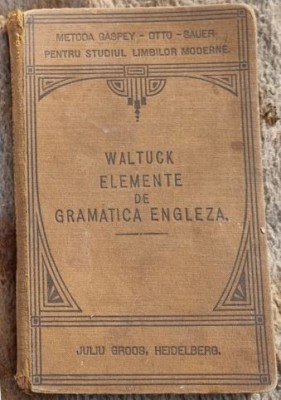 METODA GASPEY - OTTO - SAUER
PENTRU STUDIUL LIMBILOR MODERNE.
WALTUCK
ELEMENTE
DE
GRAMATICA ENGLEZA.
JULIU GROOS, HEIDELBERG.